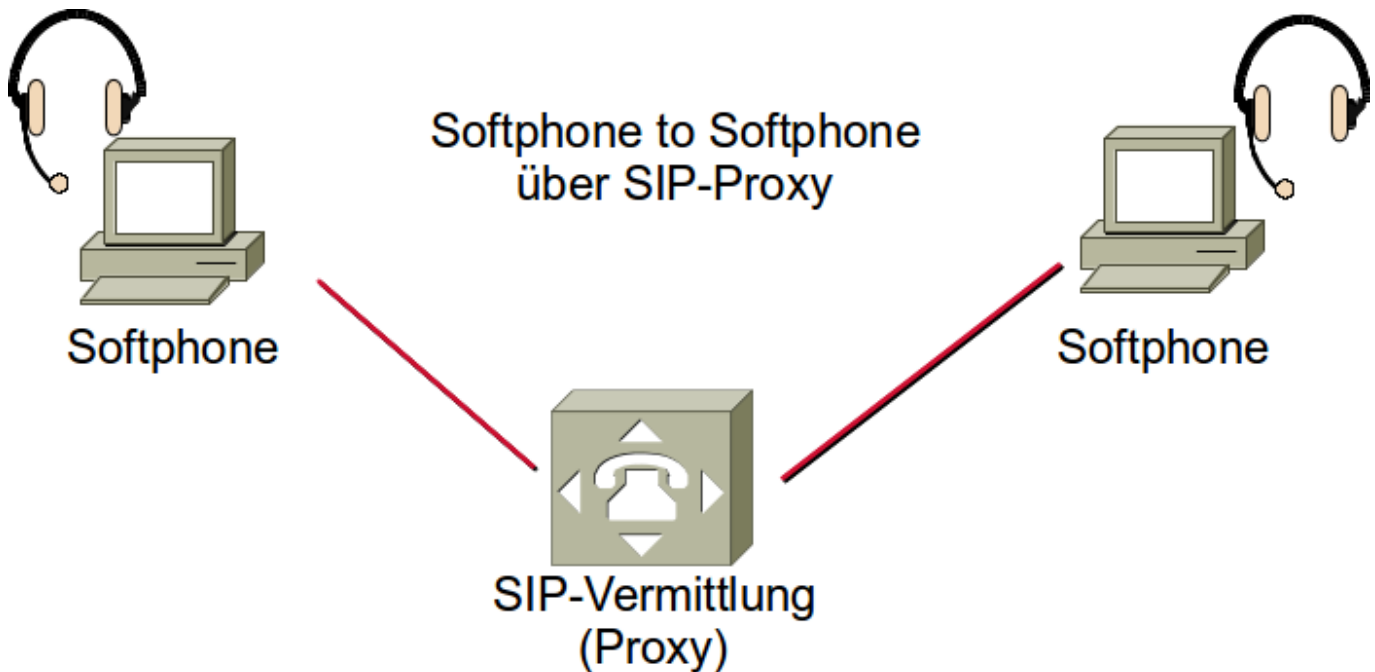 Softphone to Softphone
über SIP-Proxy
Softphone
Softphone
SIP-Vermittlung
(Proxy)